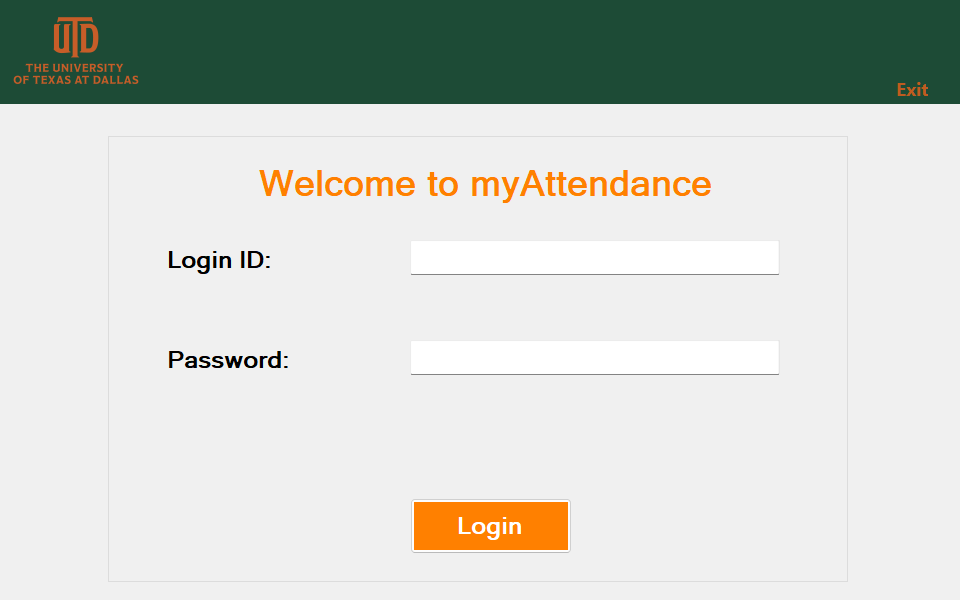 UTD
THE UNIVERSITY
OF TEXAS AT DALLAS
Exit
Welcome to myAttendance
Login ID:
Password:
Login